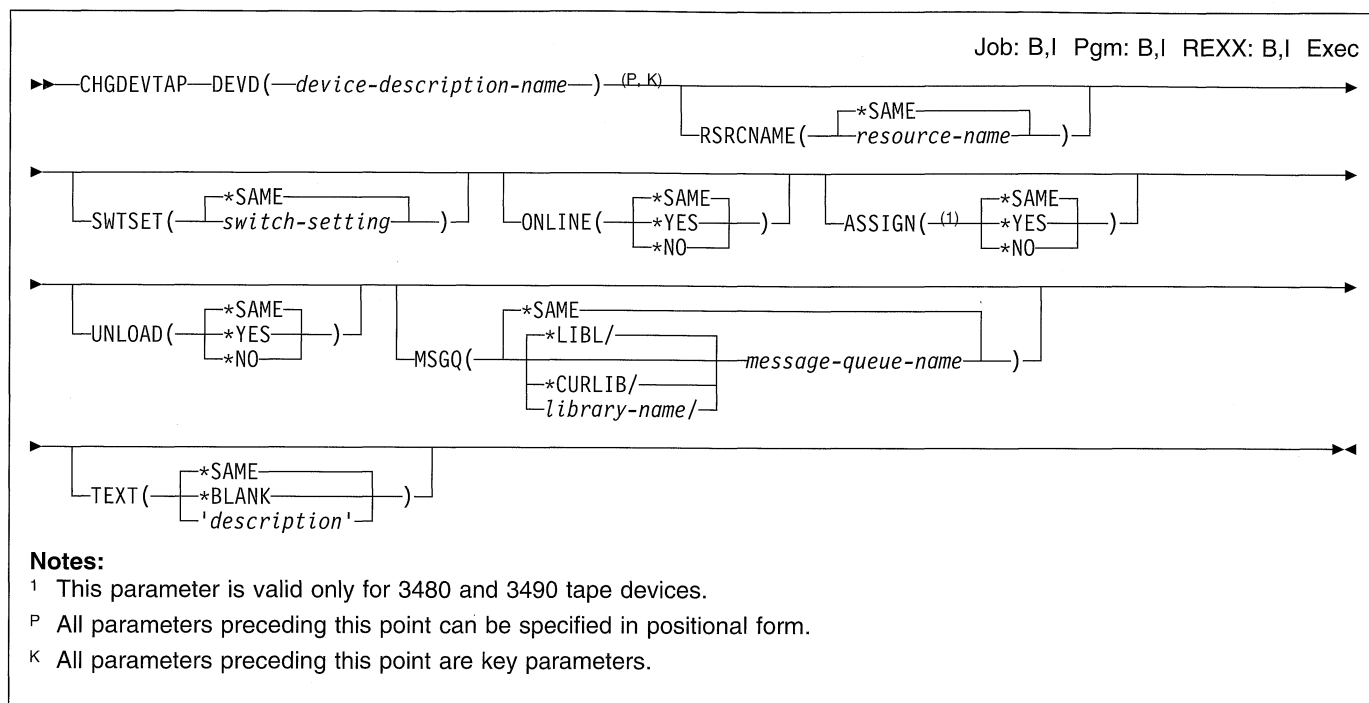 Job: B,I Pgm: B,I REXX: B,I Exec
CHGDEVTAP DEVD( device-description-name ) (P, K)
*SAME
RSRCNAME( resource-name )
*SAME *SAME *SAME
SWTSET( switch-setting ) ONLINE( *YES ) ASSIGN( (1) *YES )
*NO *NO
*SAME *SAME
*LIBL/
UNLOAD( *YES ) MSGQ( message-queue-name )
*NO
*CURLIB/
library-name/
*SAME
TEXT( *BLANK )
'description'
Notes:
1 This parameter is valid only for 3480 and 3490 tape devices.
P All parameters preceding this point can be specified in positional form.
K All parameters preceding this point are key parameters.